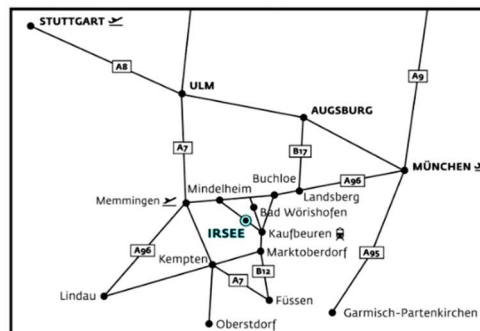 STUTTGART
A8
A9
ULM
AUGSBURG
A7
B17
MÜNCHEN
Buchloe
A96
Mindelheim
Landsberg
Memmingen
Bad Wörishofen
IRSEE
Kaufbeuren
A96
Marktoberdorf
A95
Kempten
B12
A7
Lindau
Füssen
Garmisch-Partenkirchen
Oberstdorf